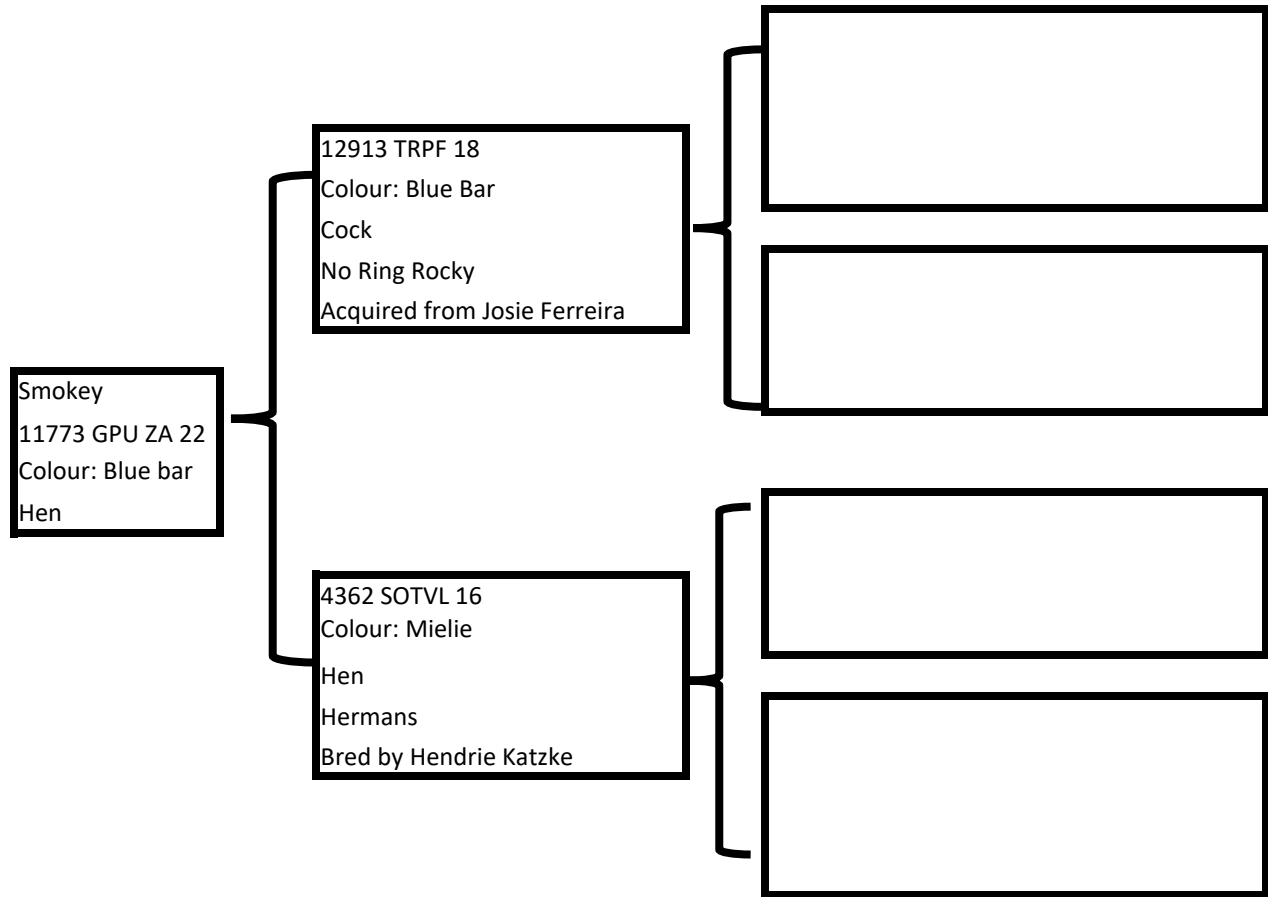 12913 TRPF 18
Colour: Blue Bar
Cock
No Ring Rocky
Acquired from Josie Ferreira
Smokey
11773 GPU ZA 22
Colour: Blue bar
Hen
4362 SOTVL 16
Colour: Mielie
Hen
Hermans
Bred by Hendrie Katzke